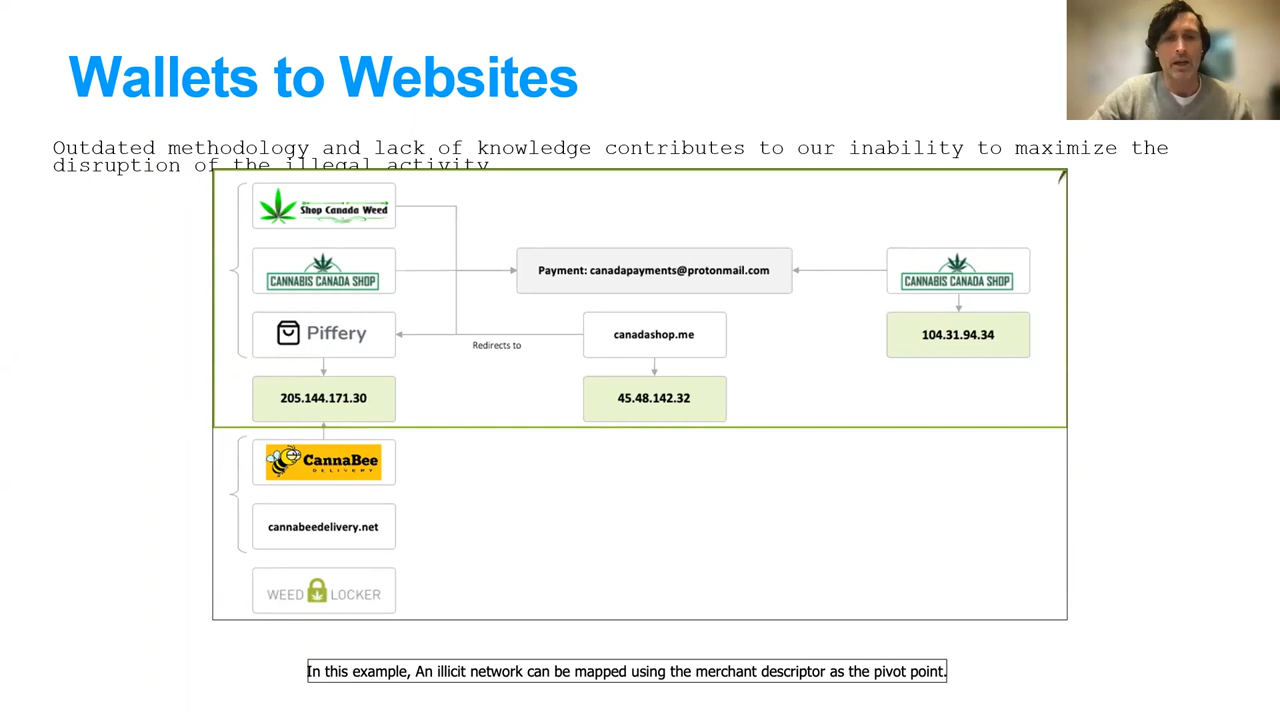 Wallets to Websites
Outdated methodology and lack of knowledge contributes to our inability to maximize the
disruption of the illegal activity
Shop Canada Weed
CANNABIS CANADA SHOP
Payment: canadapayments@protonmail.com
CANNABIS CANADA SHOP
Piffery
Redirects to
canadashop.me
104.31.94.34
205.144.171.30
45.48.142.32
CannaBee
DELIVERY
cannabeedelivery.net
WEED LOCKER
In this example, An illicit network can be mapped using the merchant descriptor as the pivot point.